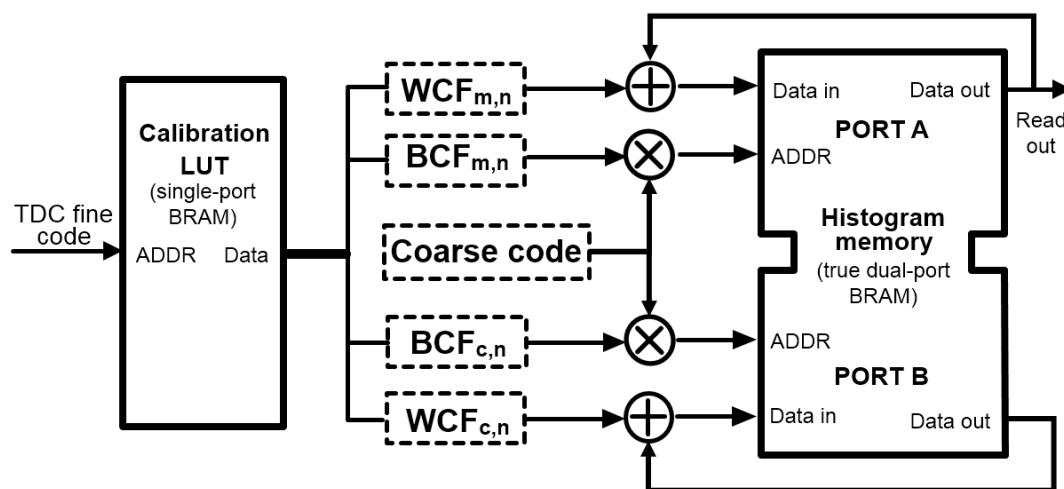 TDC fine
code
Calibration
LUT
(single-port
BRAM)
ADDR Data
WCFm,n
BCFm,n
Coarse code
BCFc,n
WCFc,n
Data in Data out
PORT A
ADDR
Histogram
memory
(true dual-port
BRAM)
ADDR
PORT B
Data in
Data out
Read
out